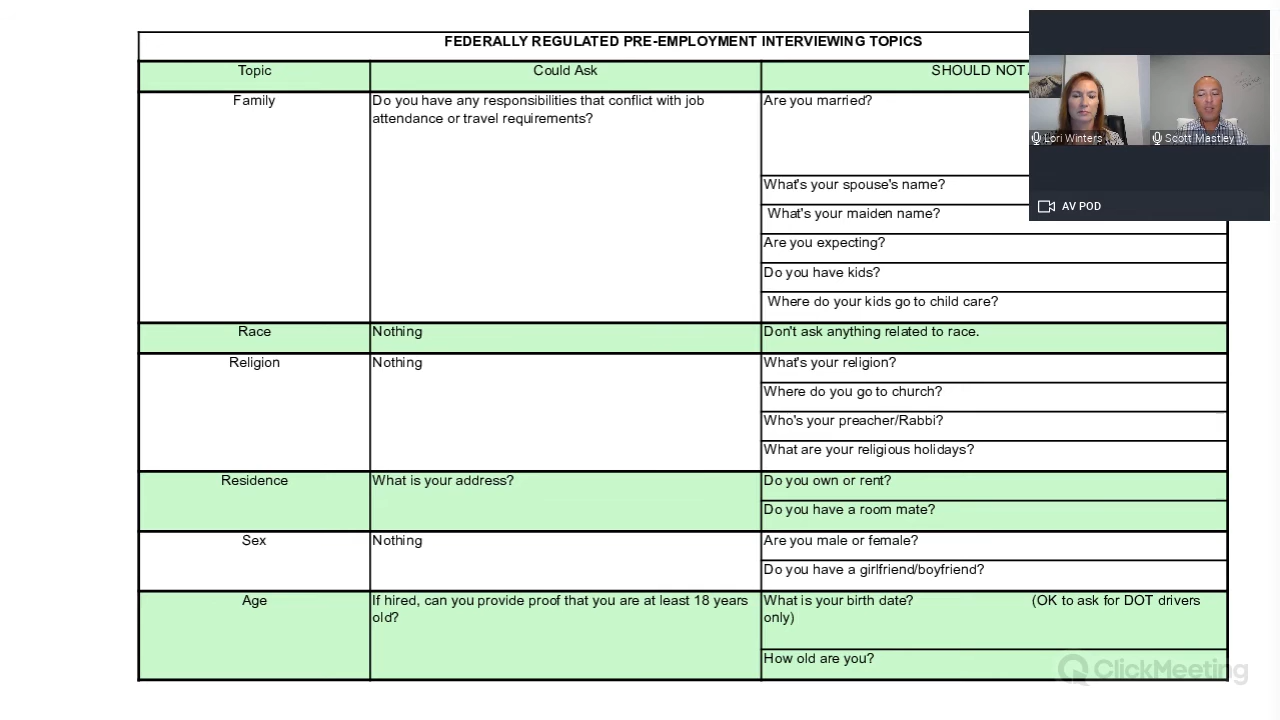 FEDERALLY REGULATED PRE-EMPLOYMENT INTERVIEWING TOPICS
Topic Could Ask SHOULD NOT
Family Do you have any responsibilities that conflict with job
attendance or travel requirements?
Are you married?
What's your spouse's name?
What's your maiden name?
Are you expecting?
Do you have kids?
Where do your kids go to child care?
Lori Winters Scott Mastley
AV POD
Race Nothing Don't ask anything related to race.
Religion Nothing What's your religion?
Where do you go to church?
Who's your preacher/Rabbi?
What are your religious holidays?
Residence What is your address? Do you own or rent?
Do you have a room mate?
Sex Nothing Are you male or female?
Do you have a girlfriend/boyfriend?
Age If hired, can you provide proof that you are at least 18 years
old?
What is your birth date? (OK to ask for DOT drivers
only)
How old are you?
ClickMeeting